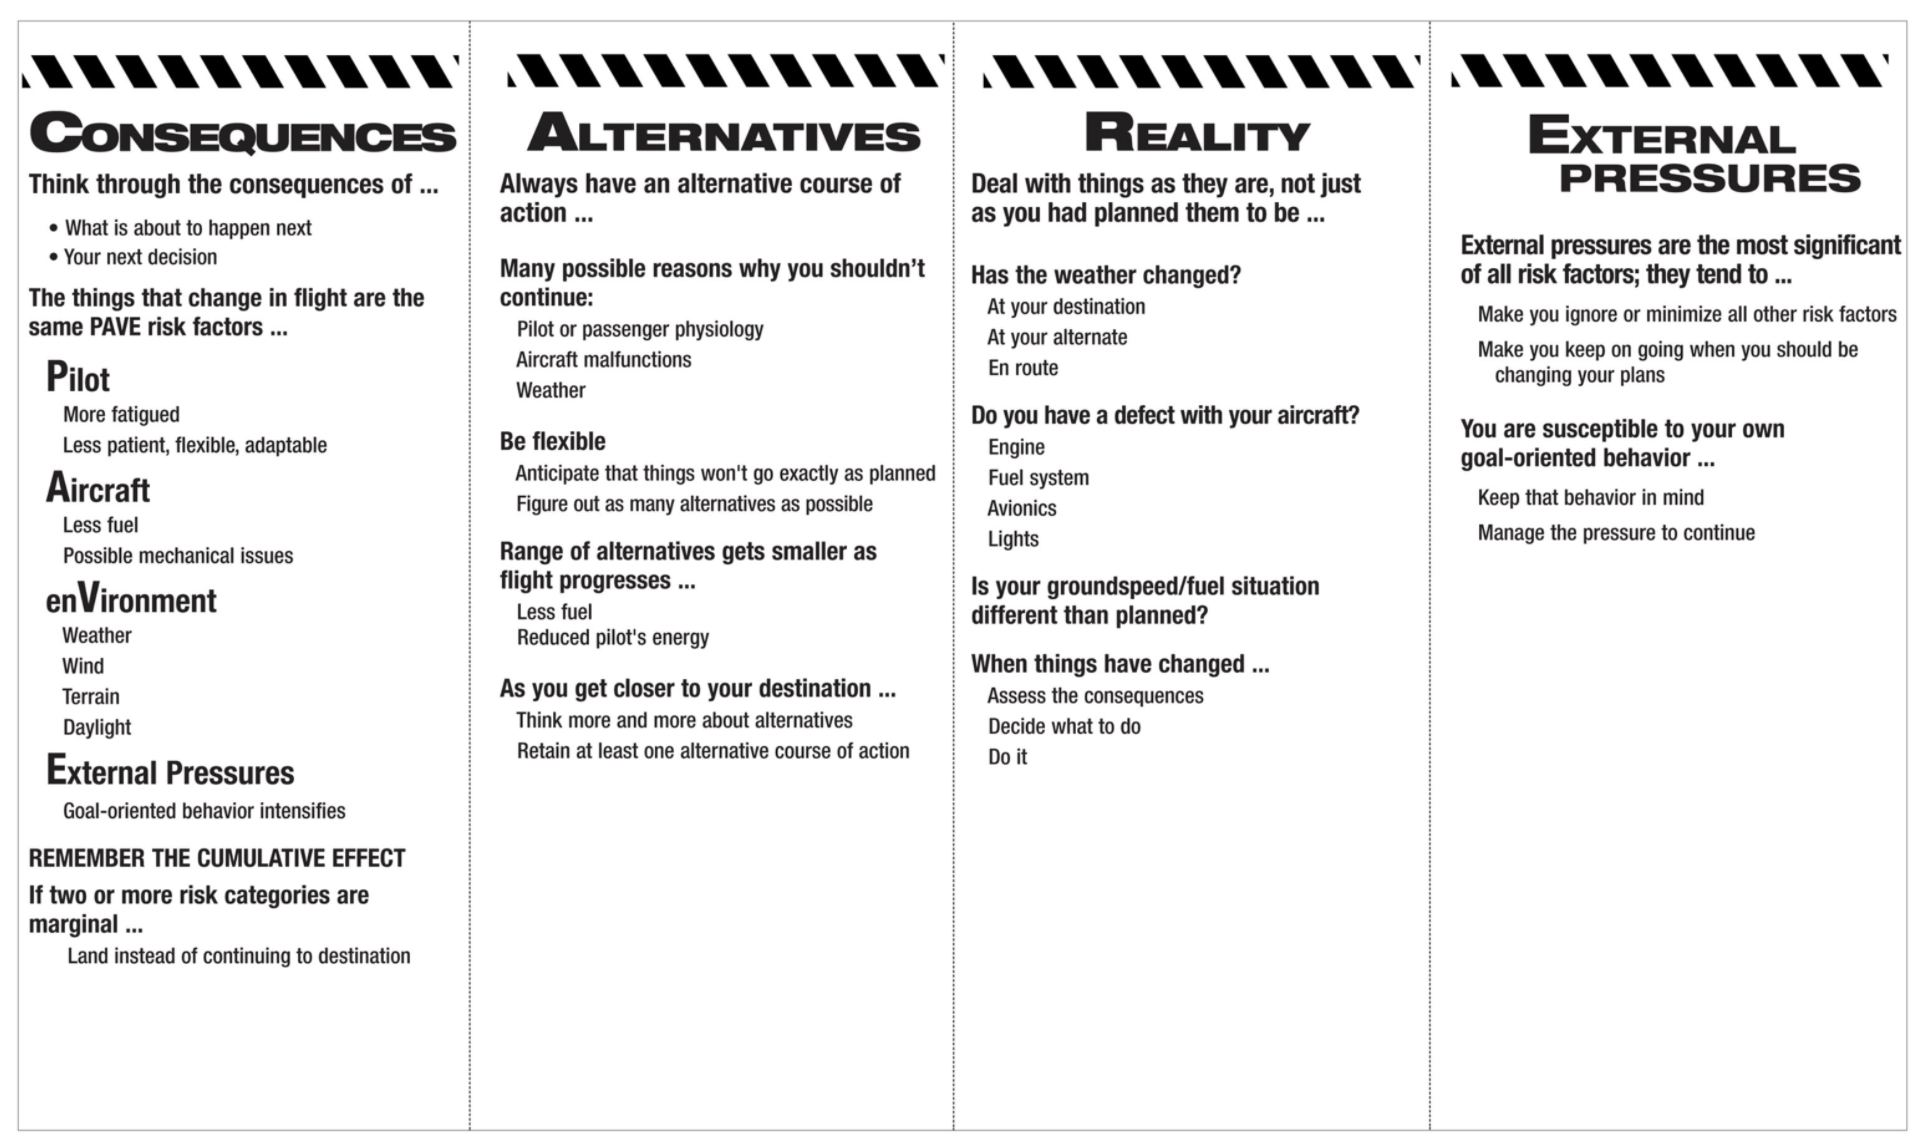 CONSEQUENCES
Think through the consequences of ...
• What is about to happen next
• Your next decision
The things that change in flight are the
same PAVE risk factors ...
Pilot
More fatigued
Less patient, flexible, adaptable
Aircraft
Less fuel
Possible mechanical issues
enVironment
Weather
Wind
Terrain
Daylight
External Pressures
Goal-oriented behavior intensifies
REMEMBER THE CUMULATIVE EFFECT
If two or more risk categories are
marginal ...
Land instead of continuing to destination
ALTERNATIVES
Always have an alternative course of
action ...
Many possible reasons why you shouldn’t
continue:
Pilot or passenger physiology
Aircraft malfunctions
Weather
Be flexible
Anticipate that things won't go exactly as planned
Figure out as many alternatives as possible
Range of alternatives gets smaller as
flight progresses ...
Less fuel
Reduced pilot's energy
As you get closer to your destination ...
Think more and more about alternatives
Retain at least one alternative course of action
REALITY
Deal with things as they are, not just
as you had planned them to be ...
Has the weather changed?
At your destination
At your alternate
En route
Do you have a defect with your aircraft?
Engine
Fuel system
Avionics
Lights
Is your groundspeed/fuel situation
different than planned?
When things have changed ...
Assess the consequences
Decide what to do
Do it
EXTERNAL
PRESSURES
External pressures are the most significant
of all risk factors; they tend to ...
Make you ignore or minimize all other risk factors
Make you keep on going when you should be
changing your plans
You are susceptible to your own
goal-oriented behavior ...
Keep that behavior in mind
Manage the pressure to continue